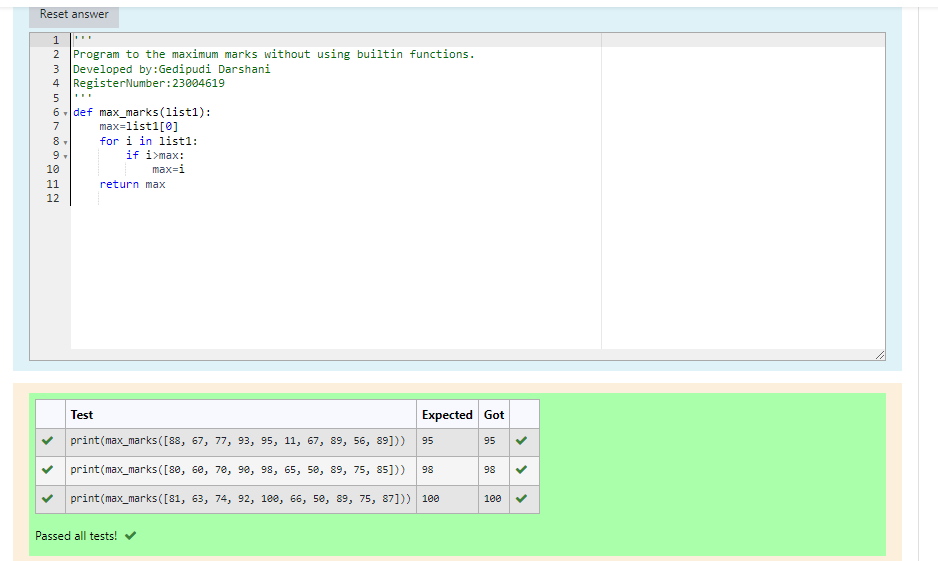 Reset answer
1 '''
2 Program to the maximum marks without using builtin functions.
3 Developed by:Gedipudi Darshani
4 RegisterNumber:23004619
5 '''
6 def max_marks(list1):
7     max=list1[0]
8     for i in list1:
9         if i>max:
10             max=i
11     return max
12
Test Expected Got
print(max_marks([88, 67, 77, 93, 95, 11, 67, 89, 56, 89])) 95 95
print(max_marks([80, 60, 70, 90, 98, 65, 50, 89, 75, 85])) 98 98
print(max_marks([81, 63, 74, 92, 100, 66, 50, 89, 75, 87])) 100 100
Passed all tests!